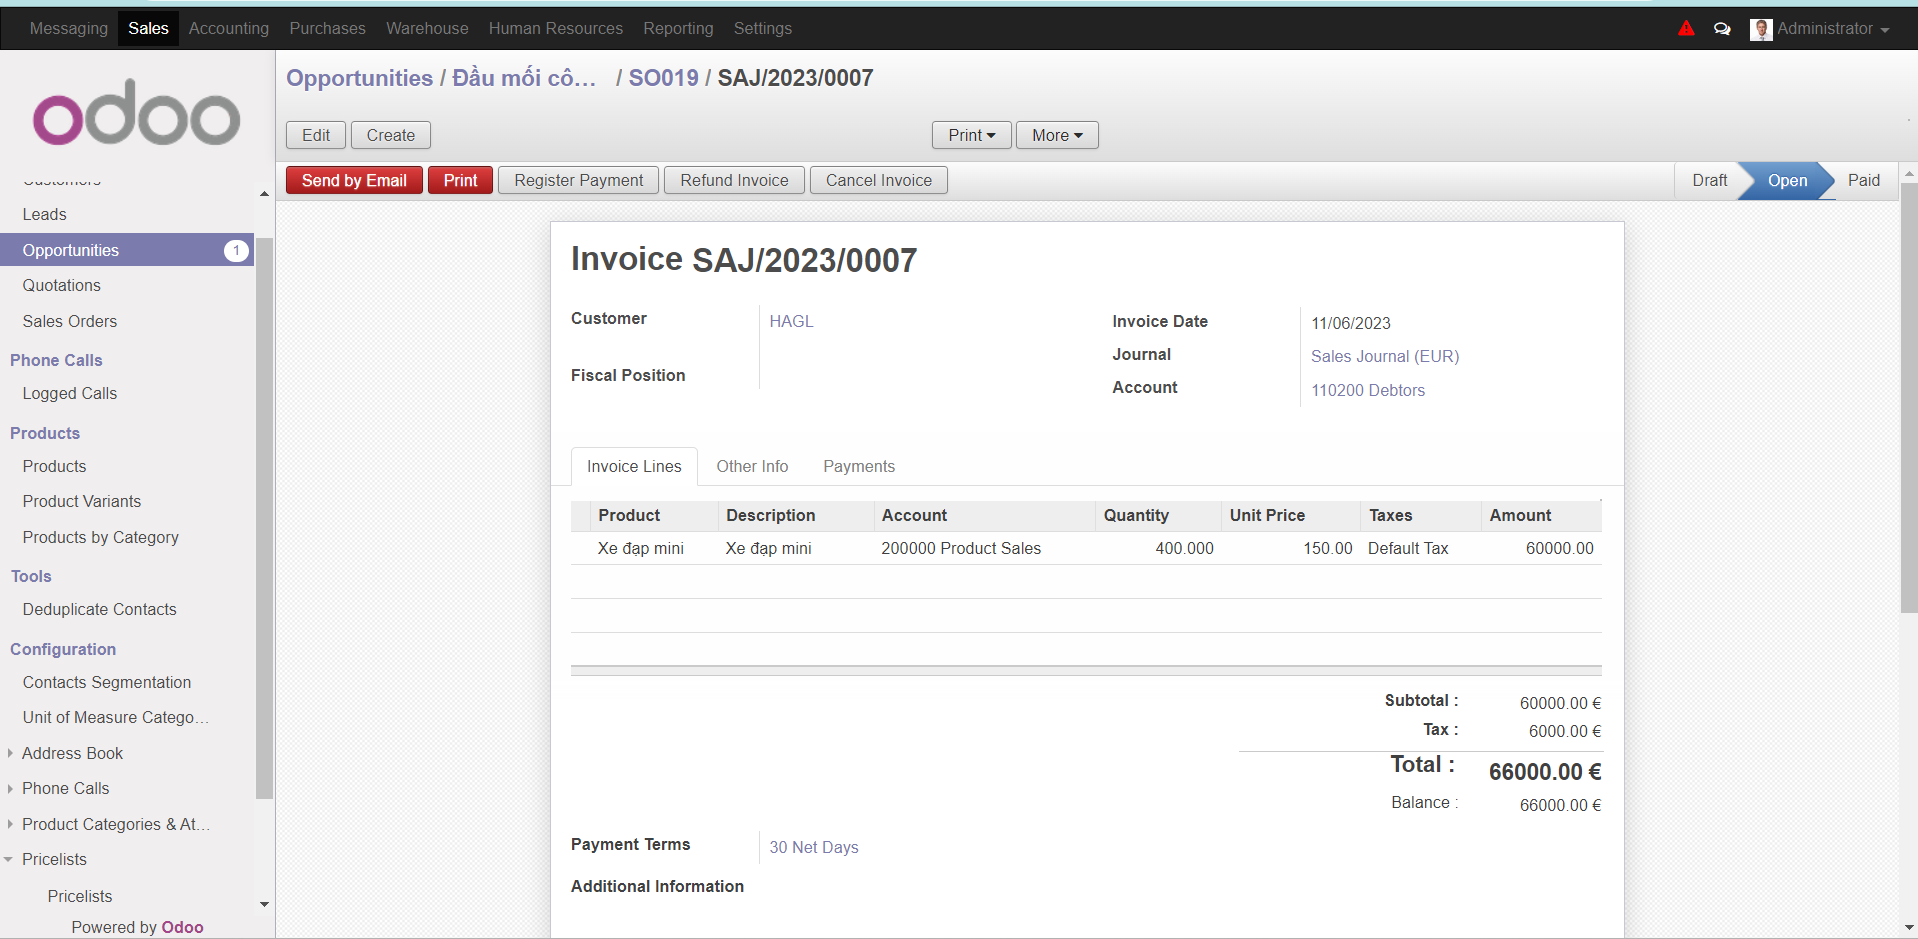 Messaging Sales Accounting Purchases Warehouse Human Resources Reporting Settings Administrator
odoo
Opportunities / Đầu mối cô... / SO019 / SAJ/2023/0007
Edit Create Print More
Send by Email Print Register Payment Refund Invoice Cancel Invoice Draft Open Paid
Customers
Leads
Opportunities 1
Quotations
Sales Orders
Phone Calls
Logged Calls
Products
Products
Product Variants
Products by Category
Tools
Deduplicate Contacts
Configuration
Contacts Segmentation
Unit of Measure Catego...
Address Book
Phone Calls
Product Categories & At...
Pricelists
Pricelists
Powered by Odoo
Invoice SAJ/2023/0007
Customer HAGL
Fiscal Position
Invoice Date 11/06/2023
Journal Sales Journal (EUR)
Account 110200 Debtors
Invoice Lines Other Info Payments
Product Description Account Quantity Unit Price Taxes Amount
Xe đạp mini Xe đạp mini 200000 Product Sales 400.000 150.00 Default Tax 60000.00
Subtotal : 60000.00 €
Tax : 6000.00 €
Total : 66000.00 €
Balance : 66000.00 €
Payment Terms 30 Net Days
Additional Information